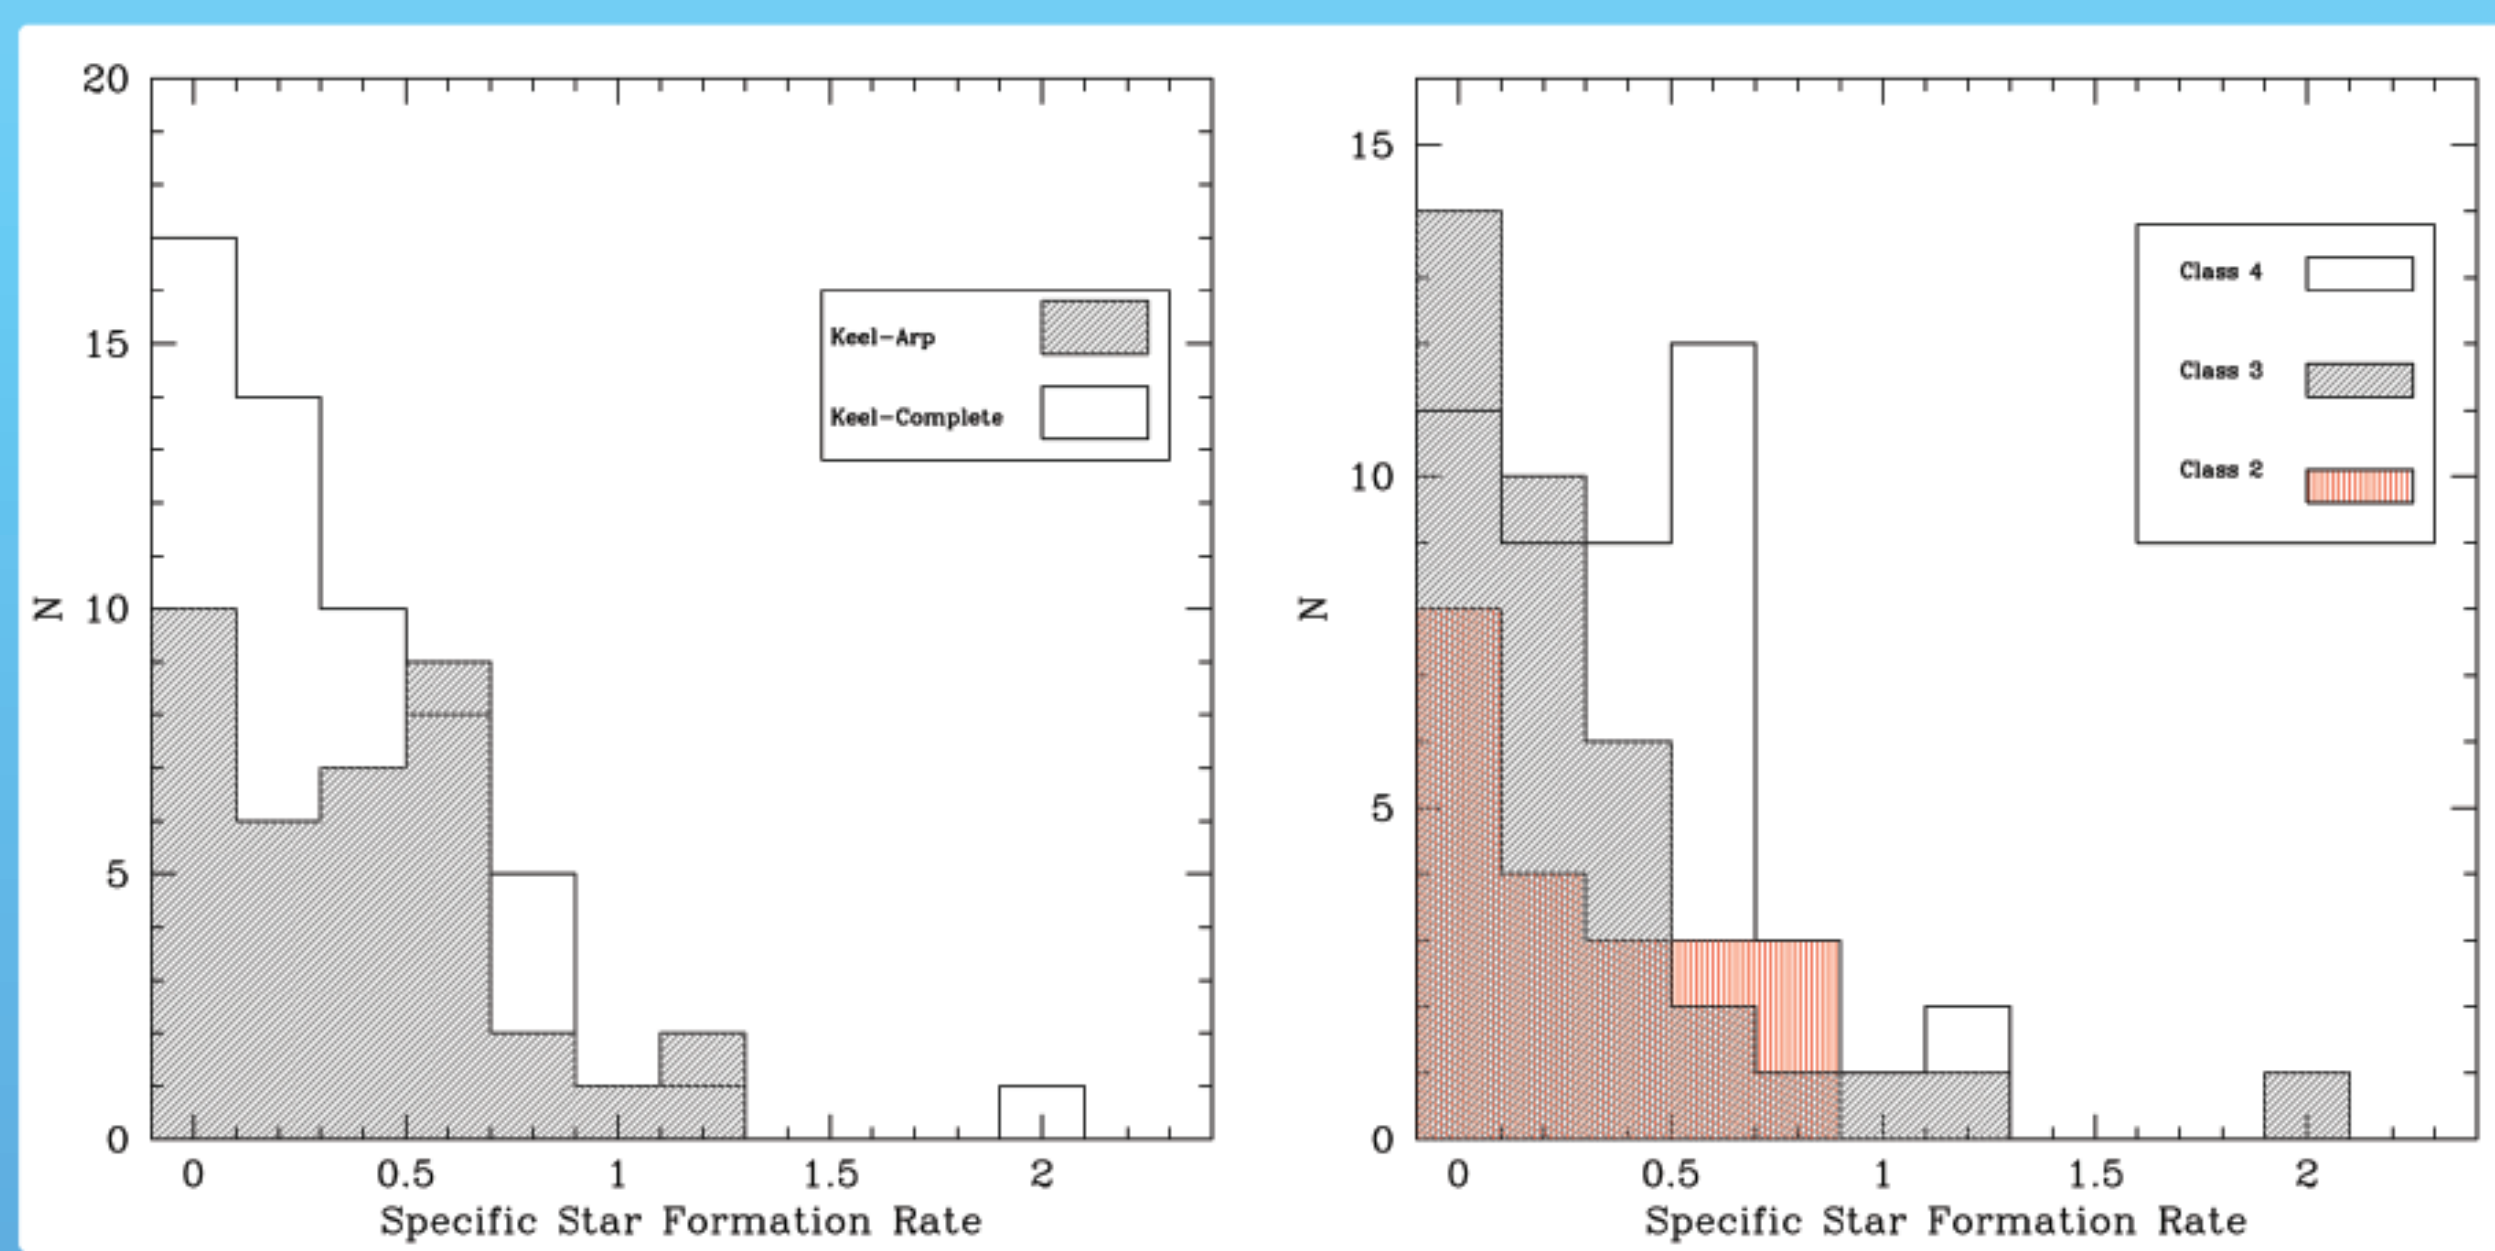 20
15
10
5
0
N
0 0.5 1 1.5 2
Specific Star Formation Rate
Keel-Arp
Keel-Complete
15
10
5
0
N
0 0.5 1 1.5 2
Specific Star Formation Rate
Class 4
Class 3
Class 2